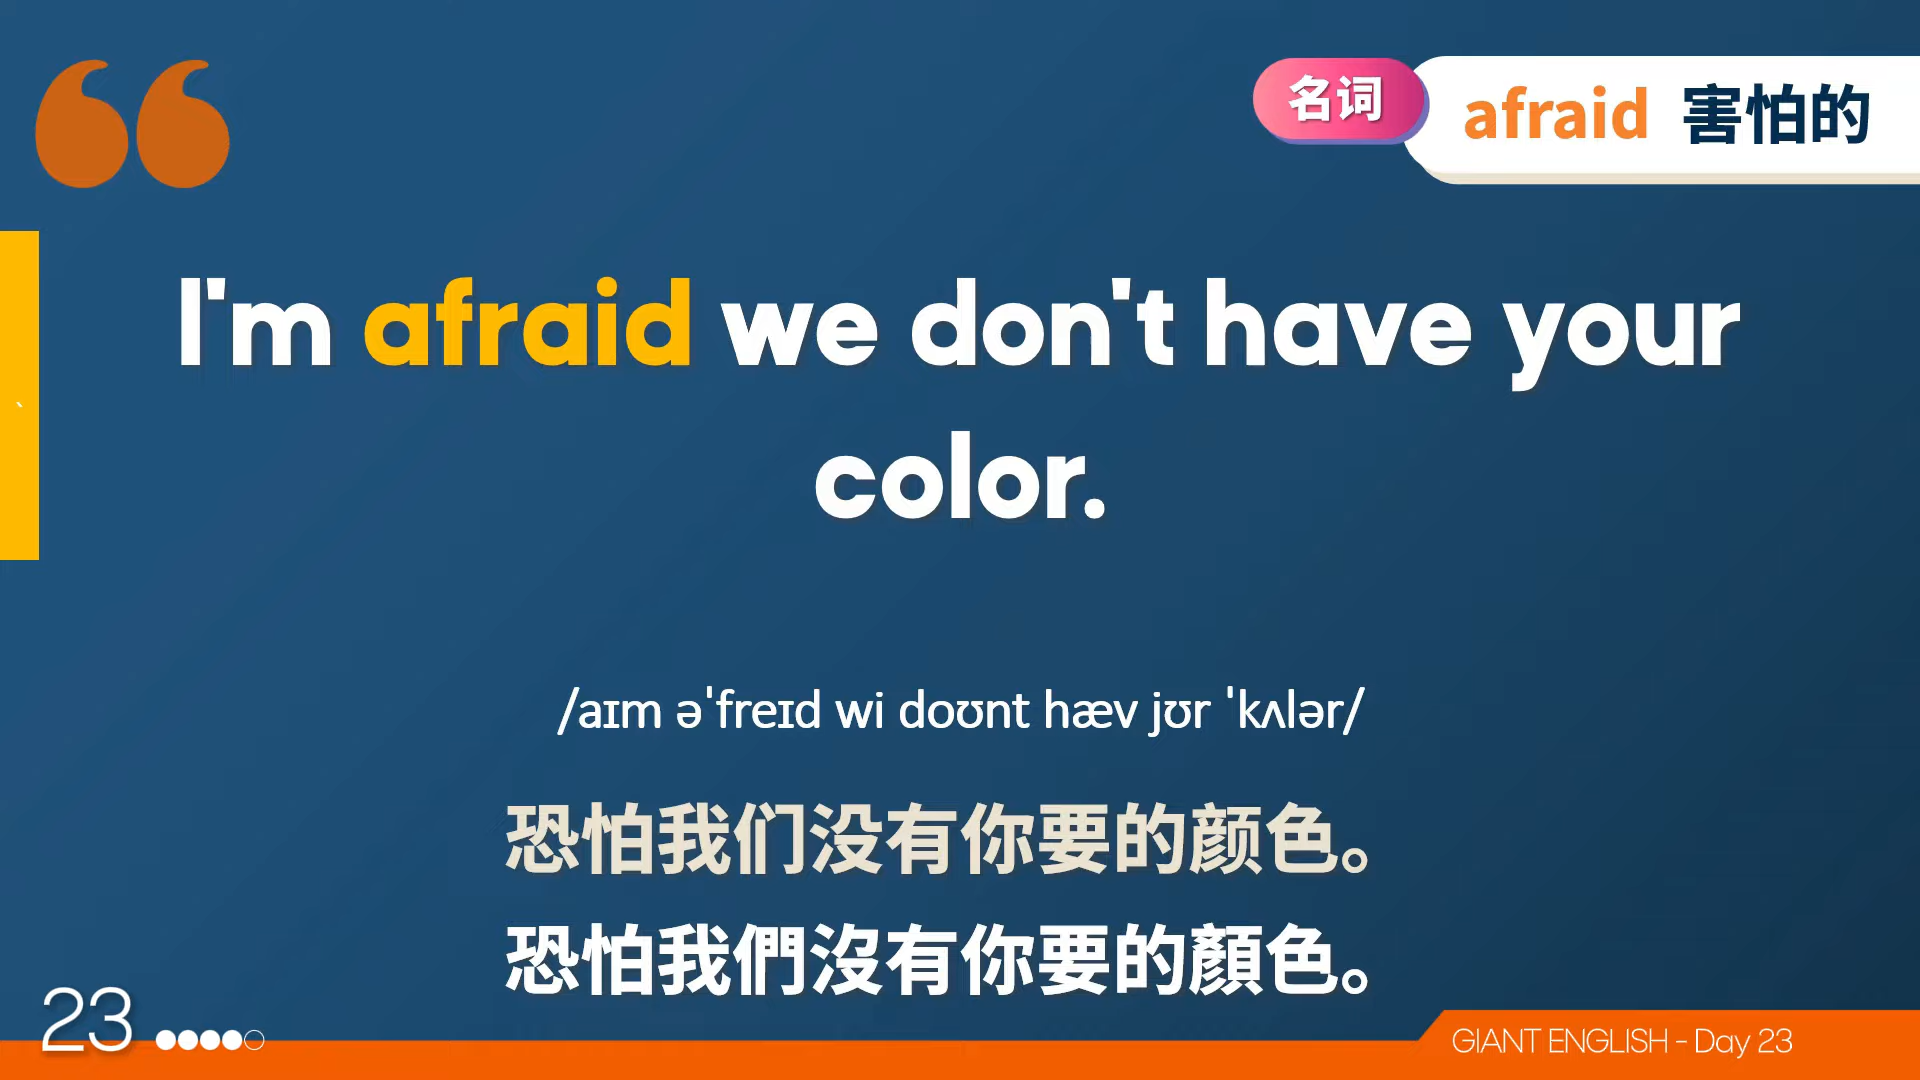 名词
afraid 害怕的
I'm afraid we don't have your
color.
/aɪm əˈfreɪd wi doʊnt hæv jʊr ˈkʌlər/
恐怕我们没有你要的颜色。
恐怕我們沒有你要的顏色。
23
GIANT ENGLISH - Day 23